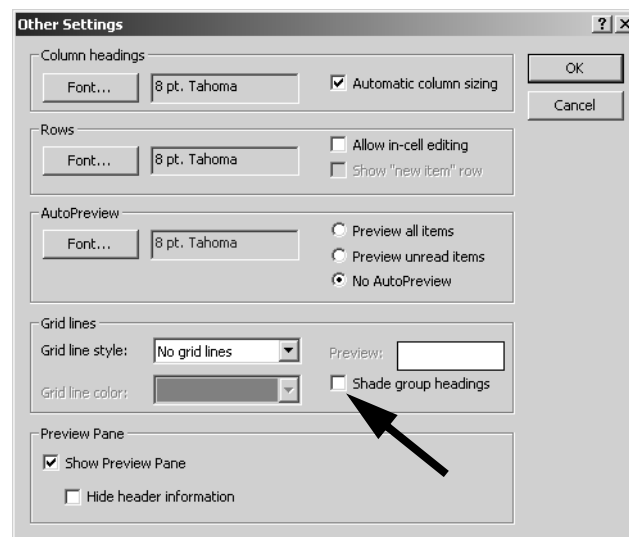 Other Settings
Column headings
Font... 8 pt. Tahoma Automatic column sizing
OK
Cancel
Rows
Font... 8 pt. Tahoma Allow in-cell editing
Show "new item" row
AutoPreview
Font... 8 pt. Tahoma Preview all items
Preview unread items
No AutoPreview
Grid lines
Grid line style: No grid lines Preview:
Grid line color: Shade group headings
Preview Pane
Show Preview Pane
Hide header information